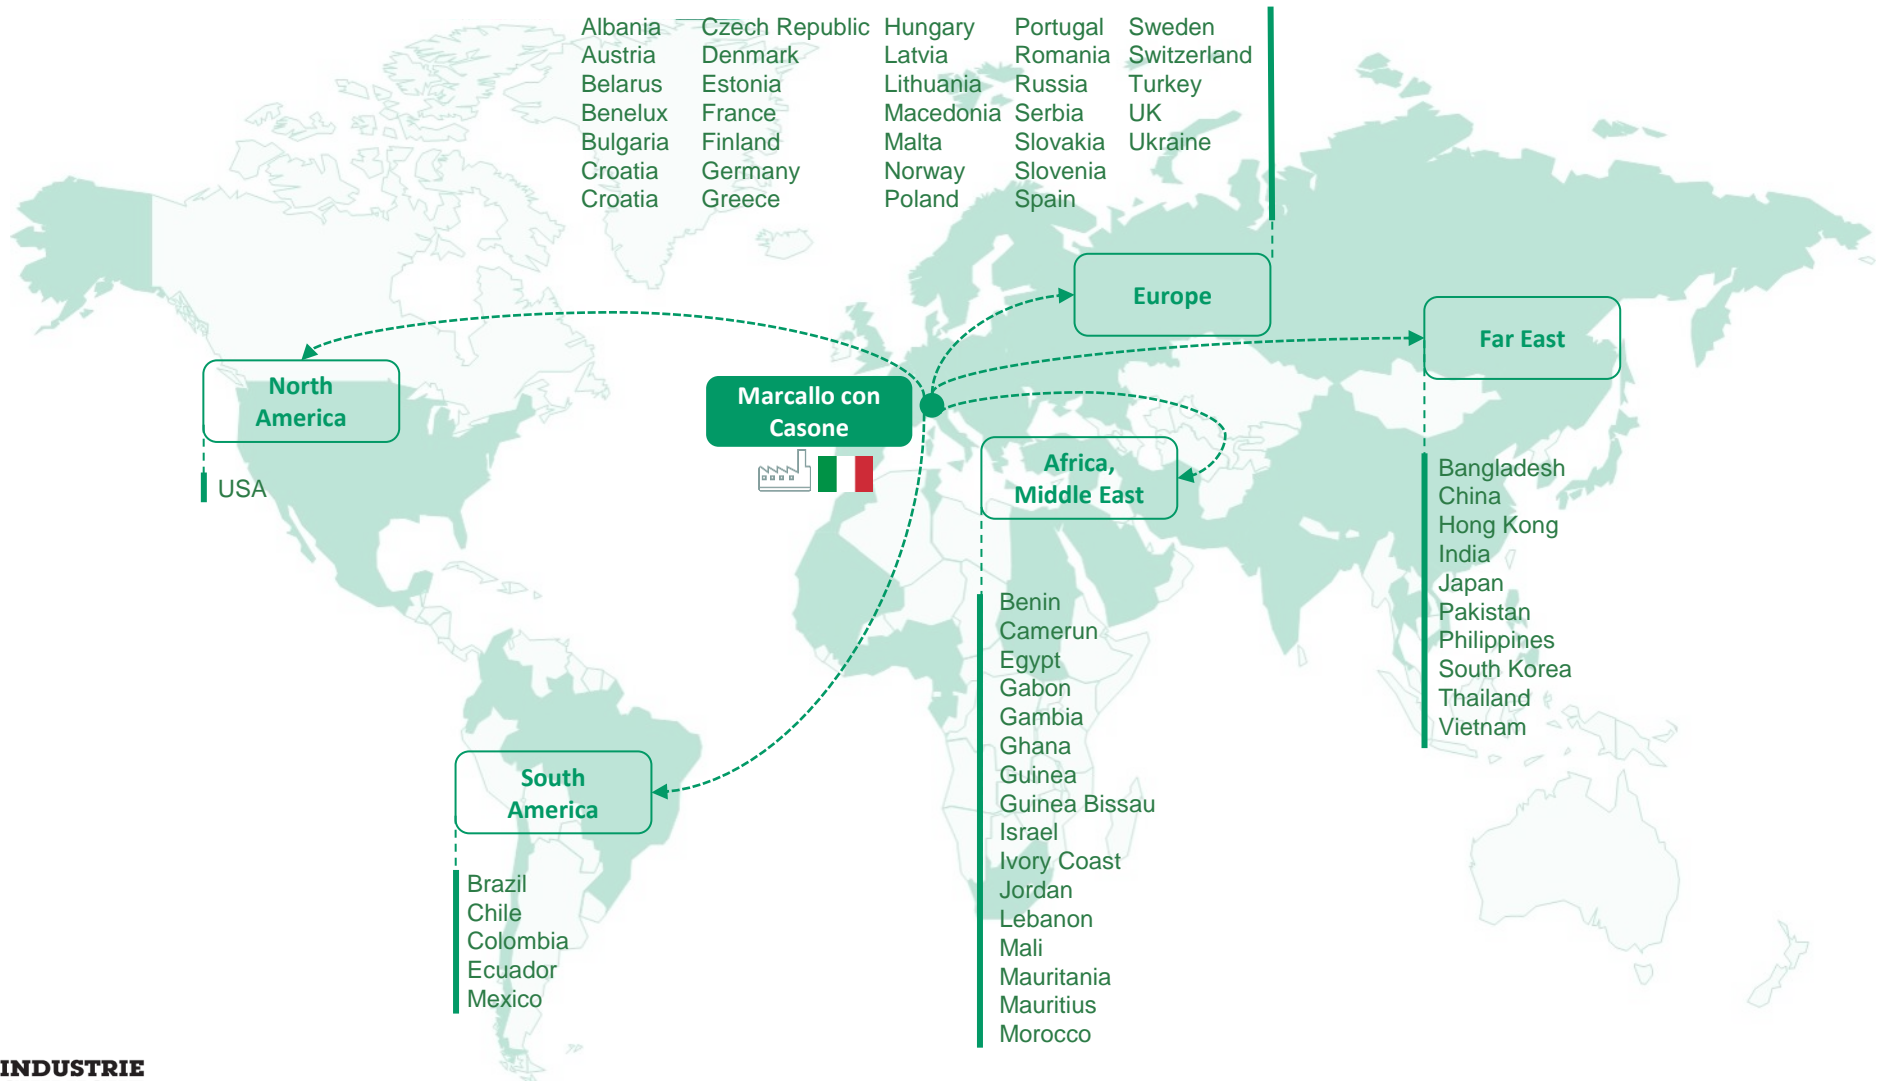 Albania
Austria
Belarus
Benelux
Bulgaria
Croatia
Croatia
Czech Republic
Denmark
Estonia
France
Finland
Germany
Greece
Hungary
Latvia
Lithuania
Macedonia
Malta
Norway
Poland
Portugal
Romania
Russia
Serbia
Slovakia
Slovenia
Spain
Sweden
Switzerland
Turkey
UK
Ukraine
Europe
Far East
North
America
Marcallo con
Casone
Africa,
Middle East
USA
Bangladesh
China
Hong Kong
India
Japan
Pakistan
Philippines
South Korea
Thailand
Vietnam
Benin
Camerun
Egypt
Gabon
Gambia
Ghana
Guinea
Guinea Bissau
Israel
Ivory Coast
Jordan
Lebanon
Mali
Mauritania
Mauritius
Morocco
South
America
Brazil
Chile
Colombia
Ecuador
Mexico
INDUSTRIE